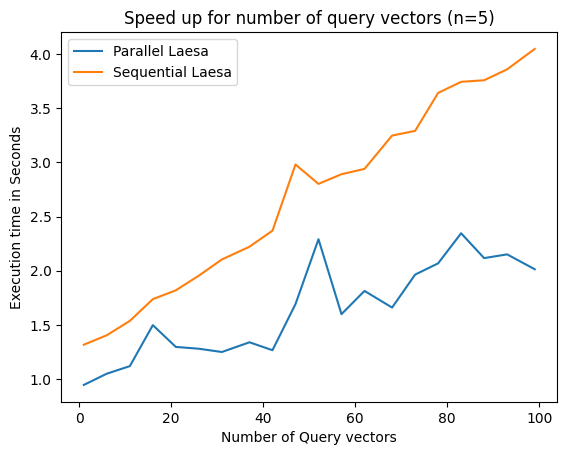 Speed up for number of query vectors (n=5)
Parallel Laesa
Sequential Laesa
Execution time in Seconds
4.0
3.5
3.0
2.5
2.0
1.5
1.0
0 20 40 60 80 100
Number of Query vectors